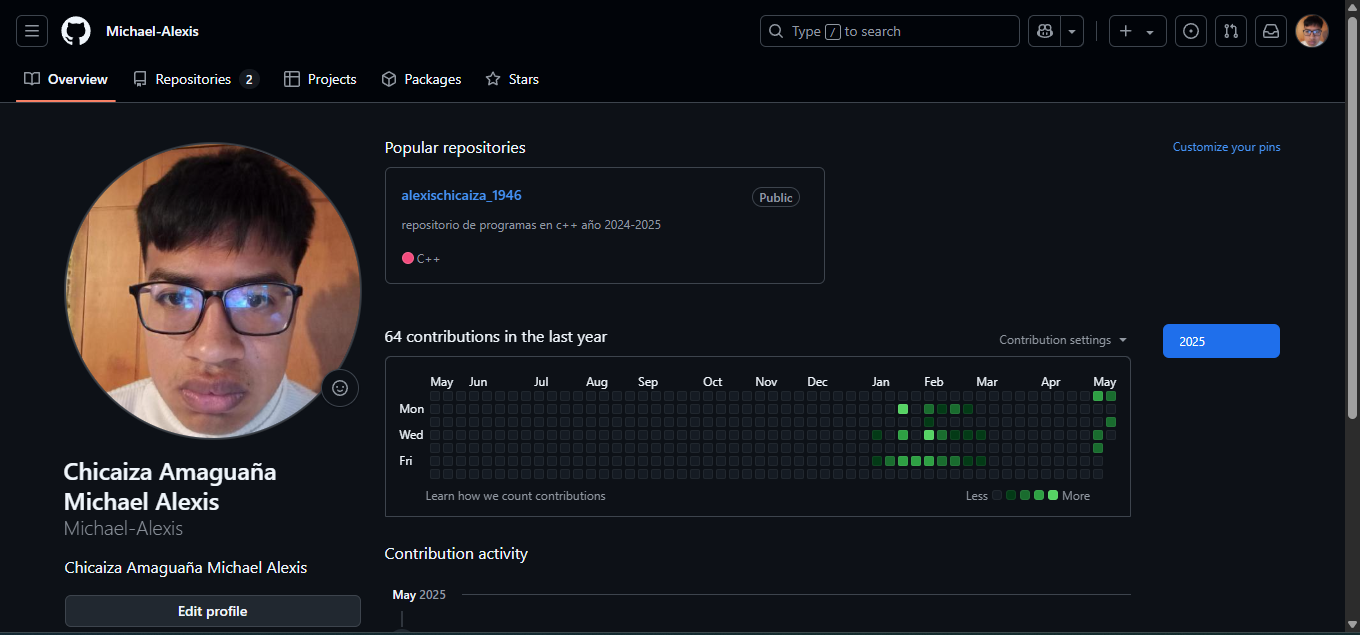 Michael-Alexis
Type / to search
Overview
Repositories 2
Projects
Packages
Stars
Popular repositories
Customize your pins
alexischicaiza_1946
Public
repositorio de programas en c++ año 2024-2025
C++
64 contributions in the last year
Contribution settings
2025
May Jun Jul Aug Sep Oct Nov Dec Jan Feb Mar Apr May
Mon
Wed
Fri
Learn how we count contributions
Less
More
Chicaiza Amaguaña
Michael Alexis
Michael-Alexis
Chicaiza Amaguaña Michael Alexis
Edit profile
Contribution activity
May 2025